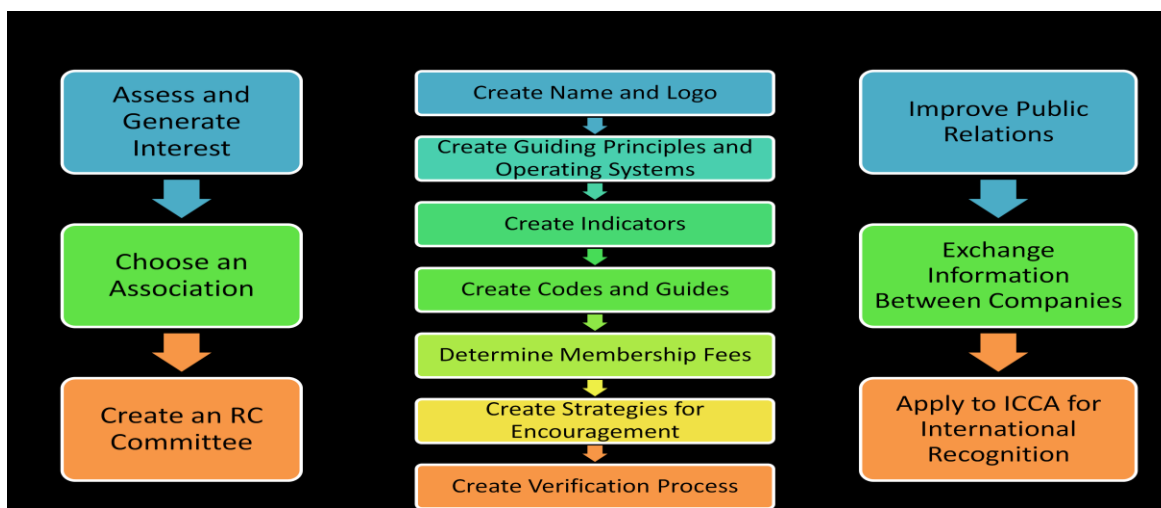 Assess and
Generate
Interest
Choose an
Association
Create an RC
Committee
Create Name and Logo
Create Guiding Principles and
Operating Systems
Create Indicators
Create Codes and Guides
Determine Membership Fees
Create Strategies for
Encouragement
Create Verification Process
Improve Public
Relations
Exchange
Information
Between Companies
Apply to ICCA for
International
Recognition